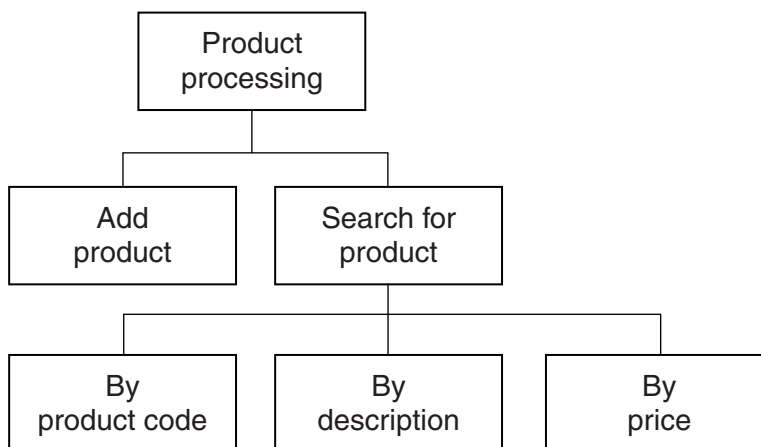 Product
processing
Add
product
Search for
product
By
product code
By
description
By
price